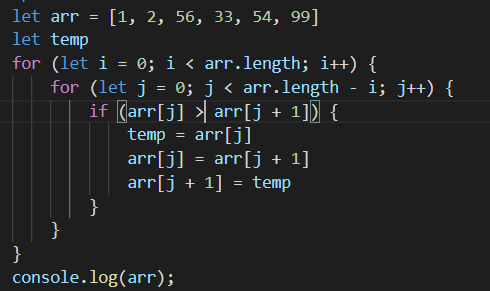 let arr = [1, 2, 56, 33, 54, 99]
let temp
for (let i = 0; i < arr.length; i++) {
    for (let j = 0; j < arr.length - i; j++) {
        if (arr[j] > arr[j + 1]) {
            temp = arr[j]
            arr[j] = arr[j + 1]
            arr[j + 1] = temp
        }
    }
}
console.log(arr);